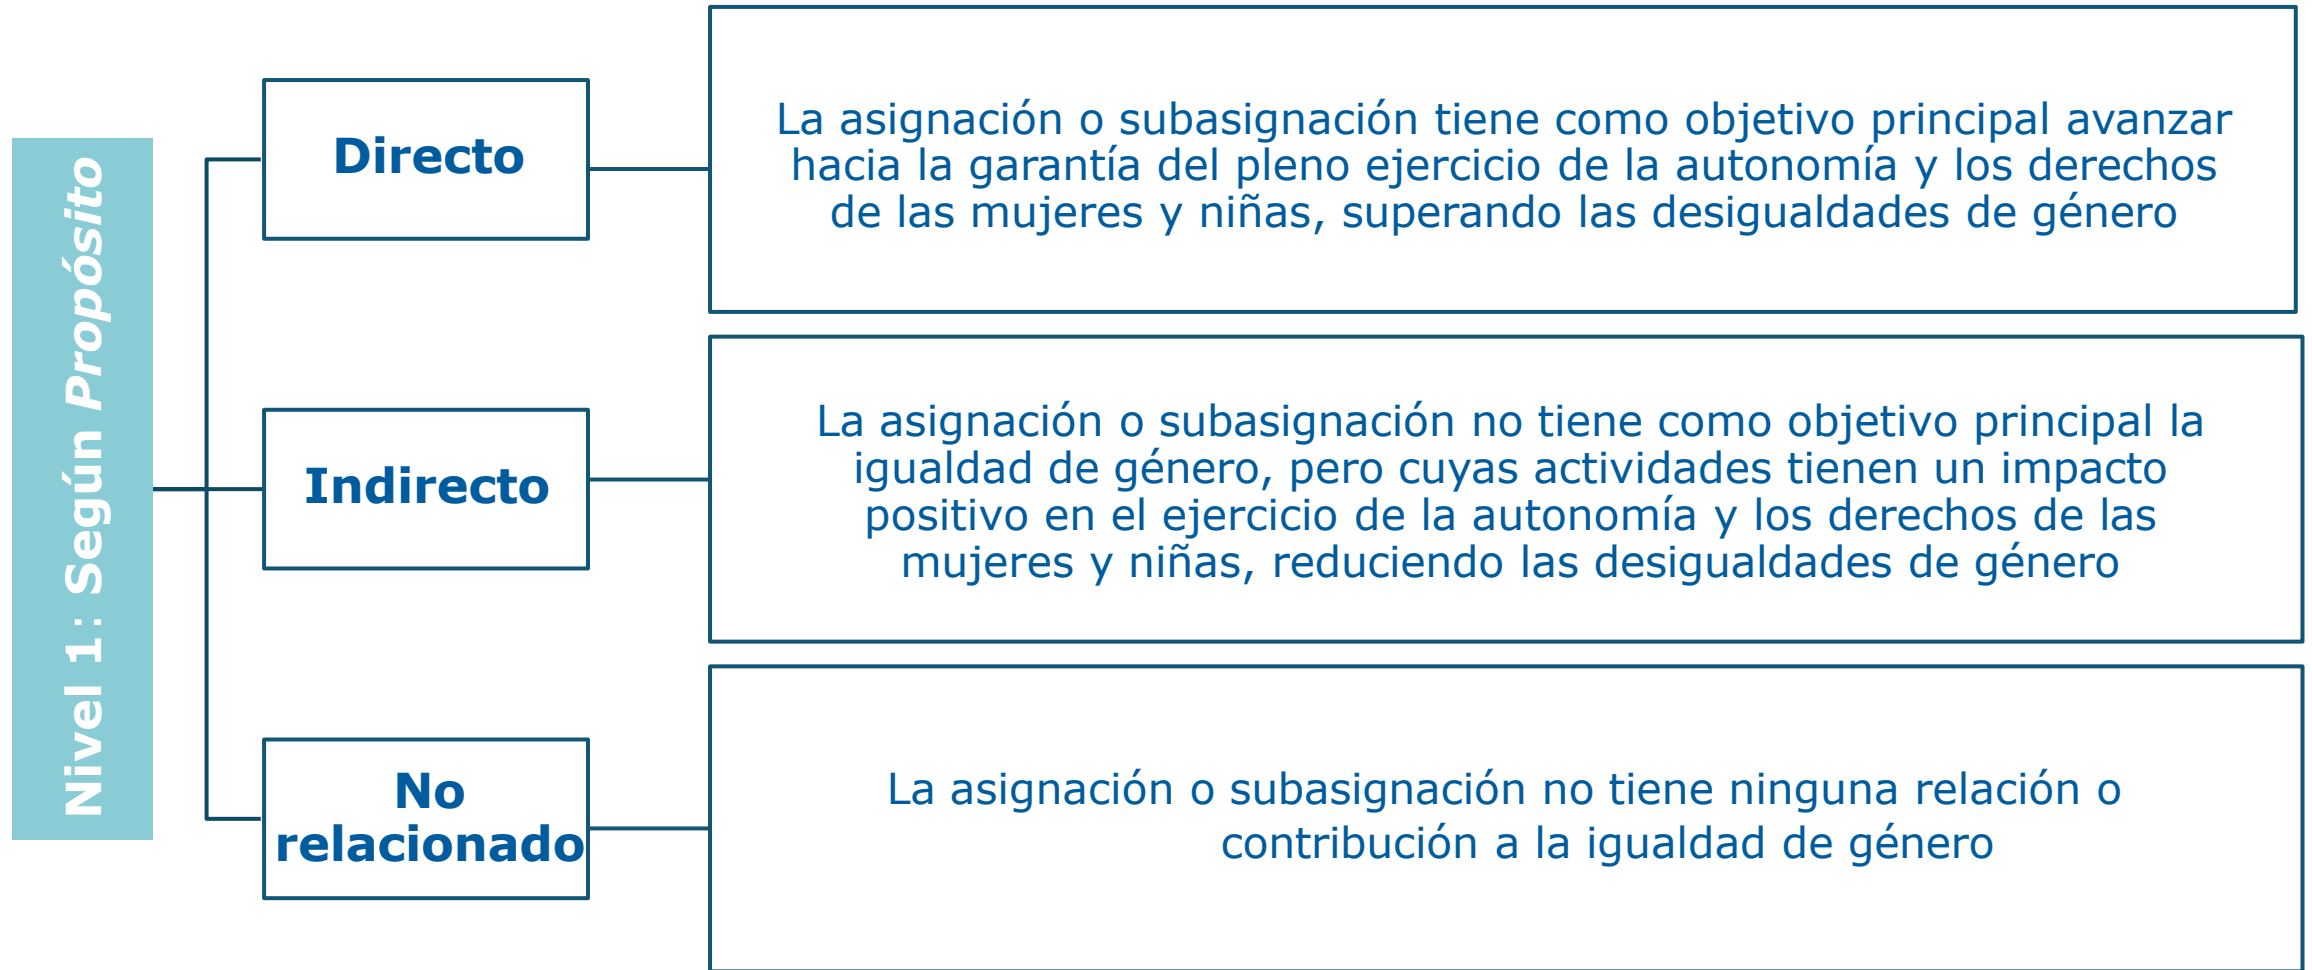 Nivel 1: Según Propósito
Directo
La asignación o subasignación tiene como objetivo principal avanzar
hacia la garantía del pleno ejercicio de la autonomía y los derechos
de las mujeres y niñas, superando las desigualdades de género
Indirecto
La asignación o subasignación no tiene como objetivo principal la
igualdad de género, pero cuyas actividades tienen un impacto
positivo en el ejercicio de la autonomía y los derechos de las
mujeres y niñas, reduciendo las desigualdades de género
No
relacionado
La asignación o subasignación no tiene ninguna relación o
contribución a la igualdad de género